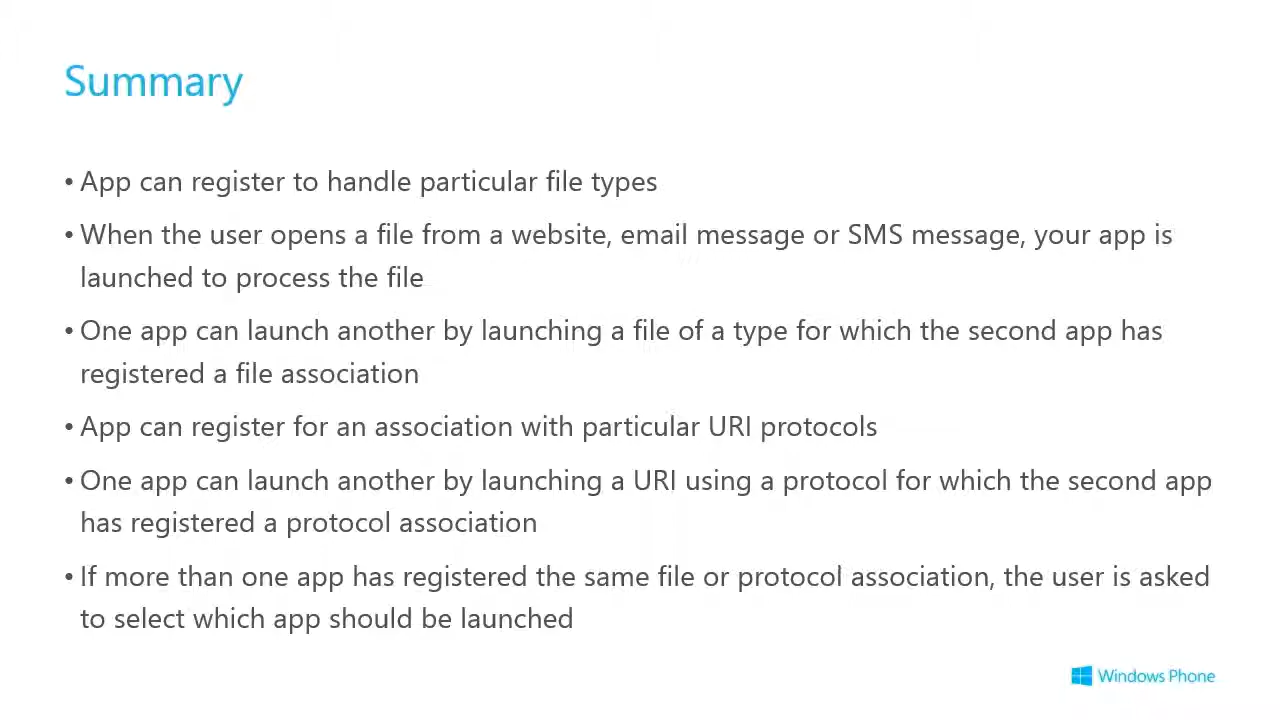 Summary
• App can register to handle particular file types
• When the user opens a file from a website, email message or SMS message, your app is
launched to process the file
• One app can launch another by launching a file of a type for which the second app has
registered a file association
• App can register for an association with particular URI protocols
• One app can launch another by launching a URI using a protocol for which the second app
has registered a protocol association
• If more than one app has registered the same file or protocol association, the user is asked
to select which app should be launched
Windows Phone